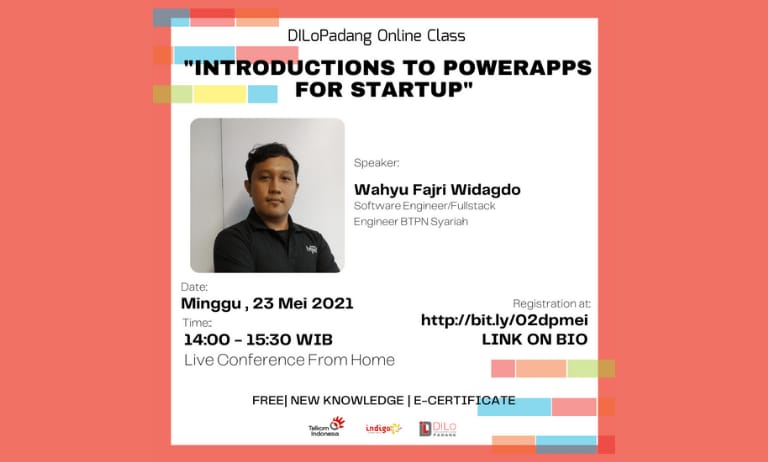 DILoPadang Online Class
"INTRODUCTIONS TO POWERAPPS
FOR STARTUP"
Speaker:
Wahyu Fajri Widagdo
Software Engineer/Fullstack
Engineer BTPN Syariah
Date:
Minggu , 23 Mei 2021
Time::
14:00 - 15:30 WIB
Live Conference From Home
Registration at:
http://bit.ly/02dpmei
LINK ON BIO
FREE| NEW KNOWLEDGE | E-CERTIFICATE
Telkom
Indonesia
indigo
DILo
PADANG